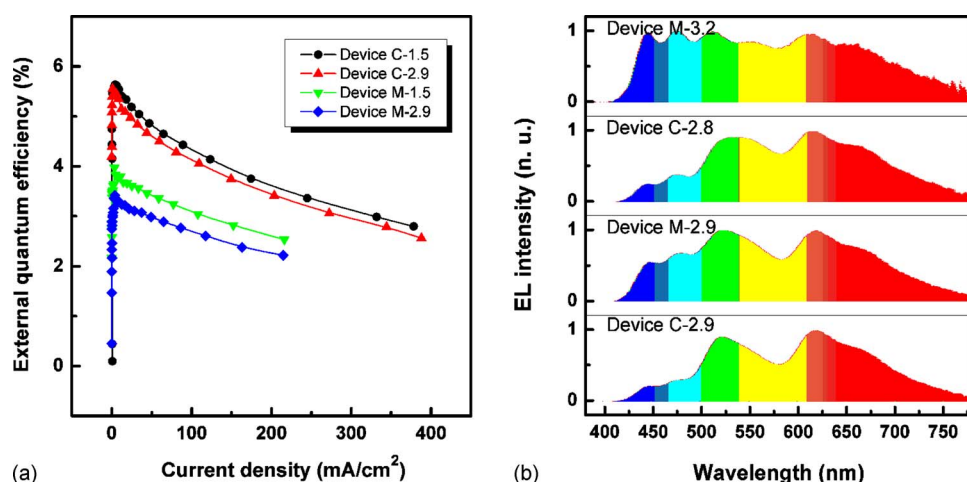 (a)
External quantum efficiency (%)
6
4
2
0
0
100
200
300
400
Current density (mA/cm²)
Device C-1.5
Device C-2.9
Device M-1.5
Device M-2.9
(b)
EL intensity (n. u.)
Device M-3.2
1
0
Device C-2.8
1
0
Device M-2.9
1
0
Device C-2.9
1
0
400 450 500 550 600 650 700 750
Wavelength (nm)